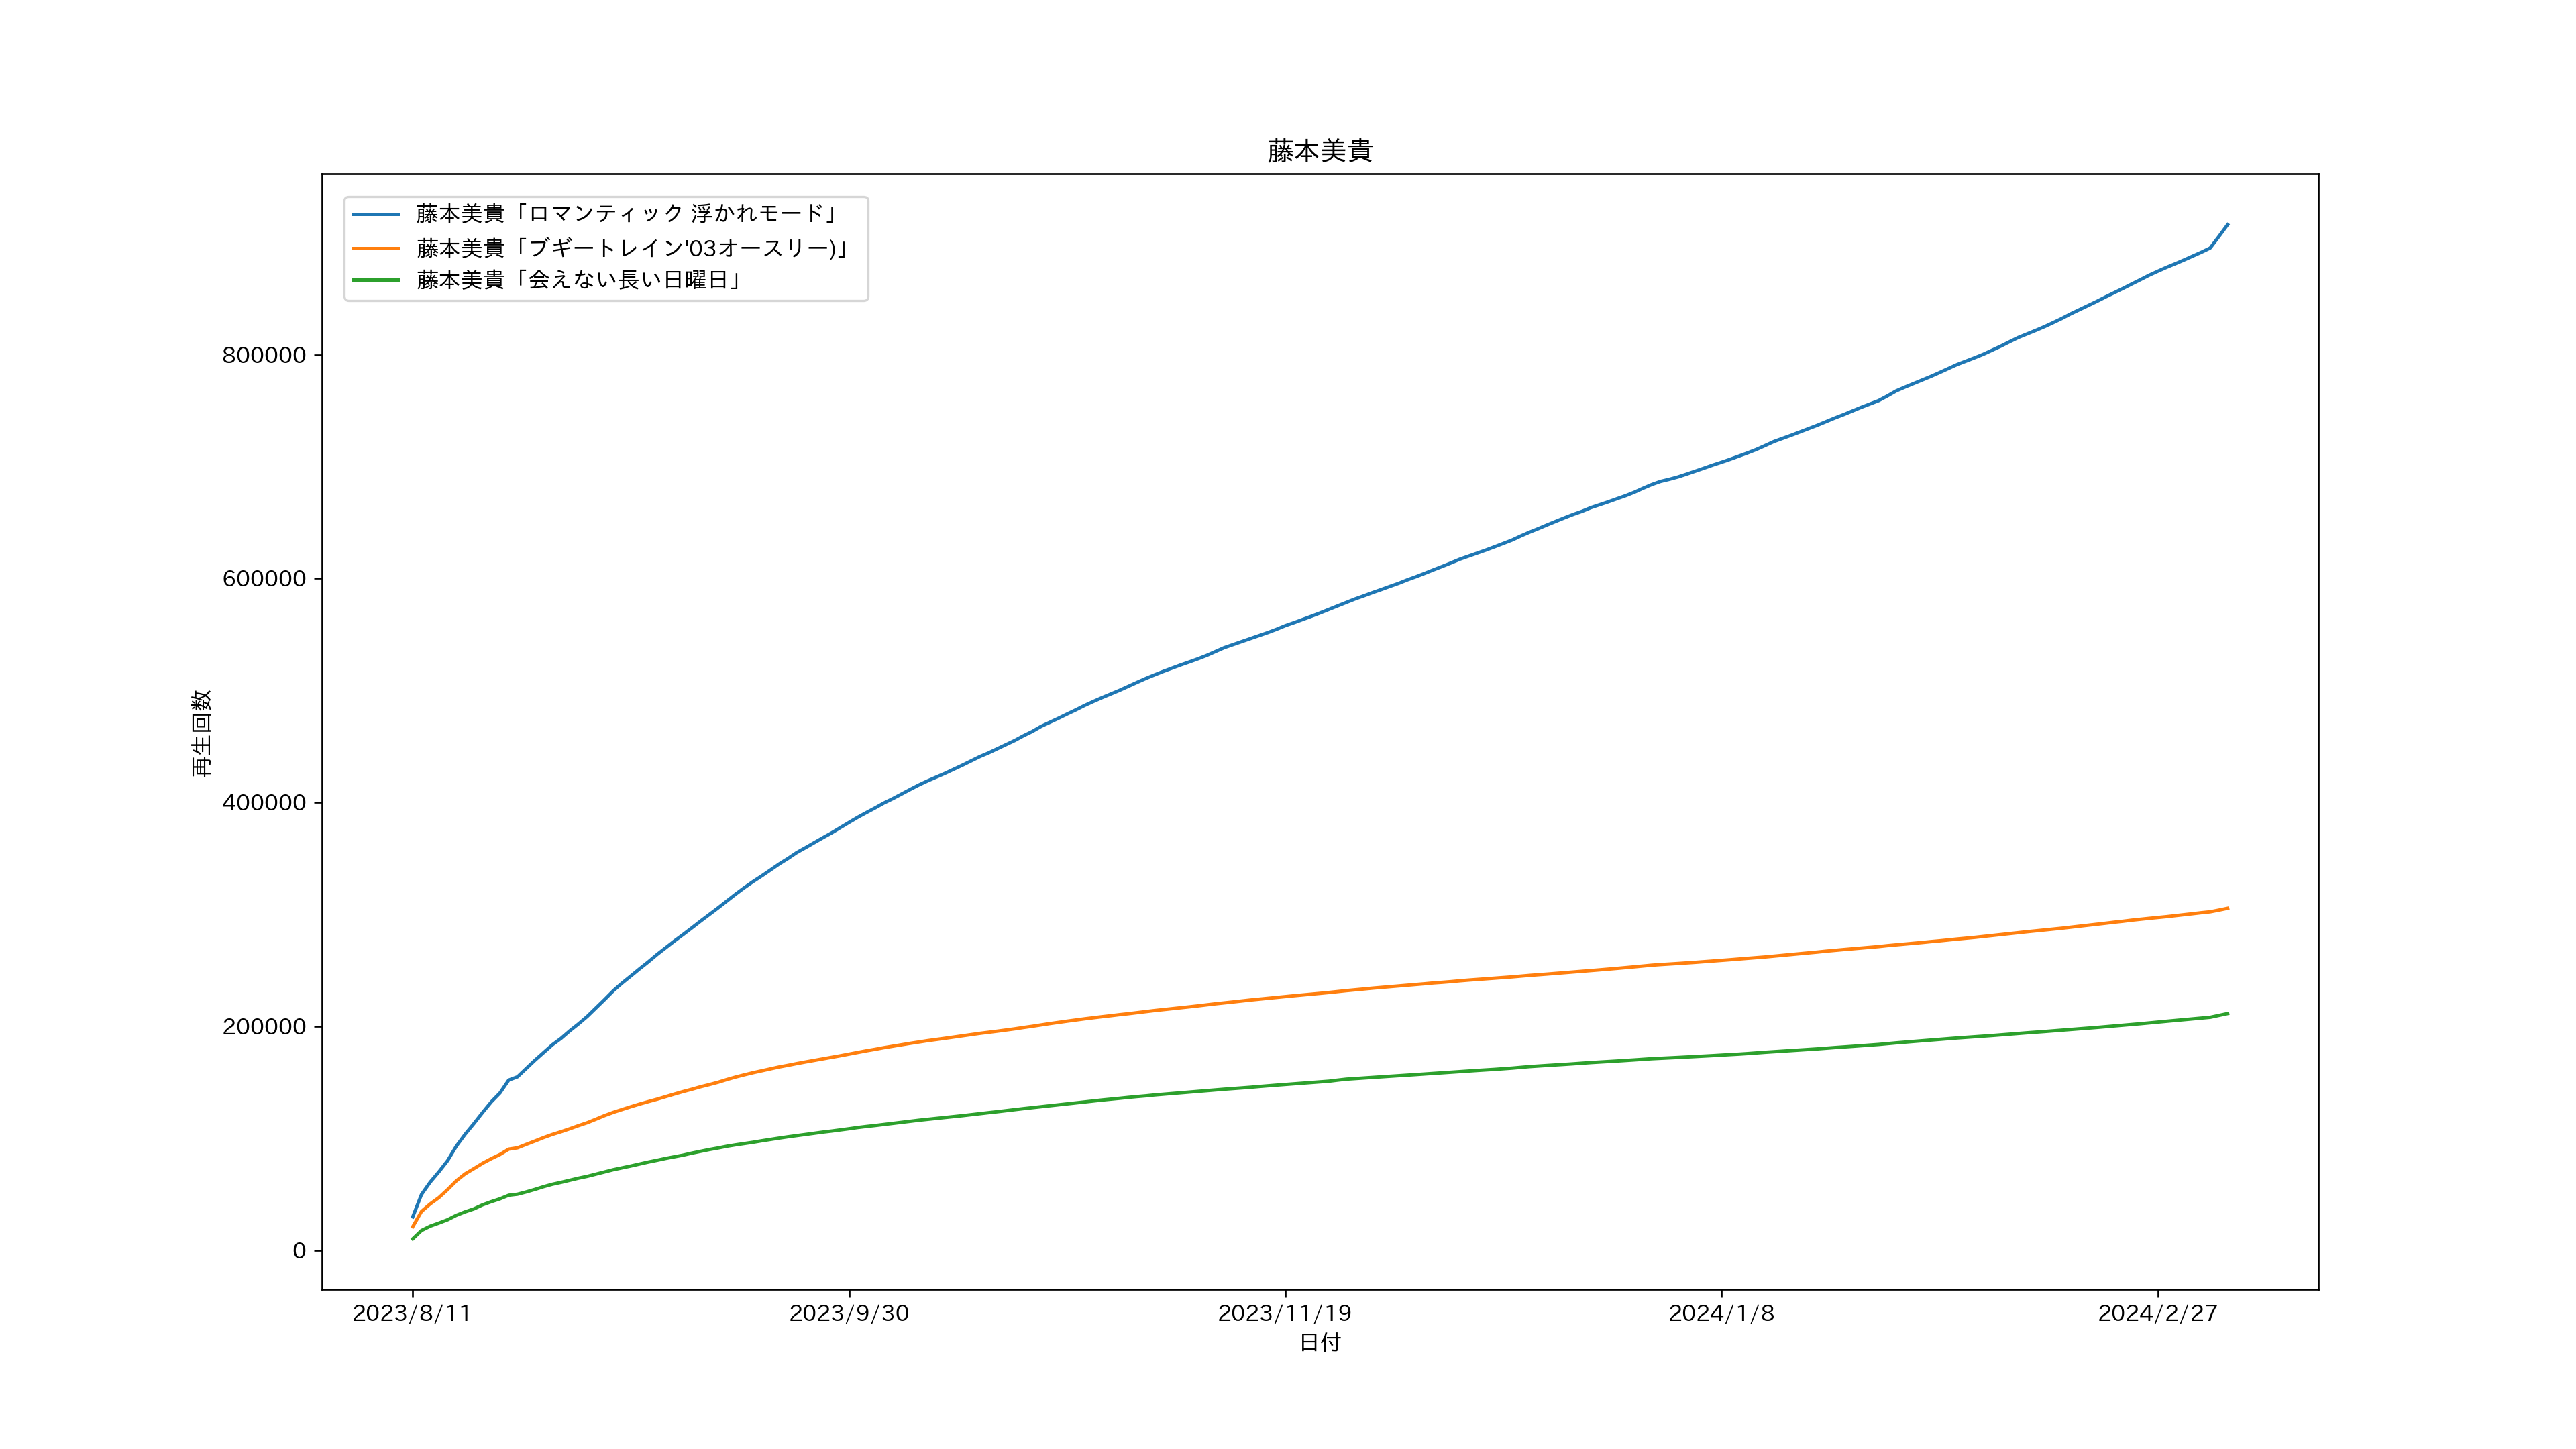 藤本美貴
藤本美貴「ロマンティック 浮かれモード」
藤本美貴「ブギートレイン'03オースリー)」
藤本美貴「会えない長い日曜日」
再生回数
800000
600000
400000
200000
0
2023/8/11
2023/9/30
2023/11/19
2024/1/8
2024/2/27
日付